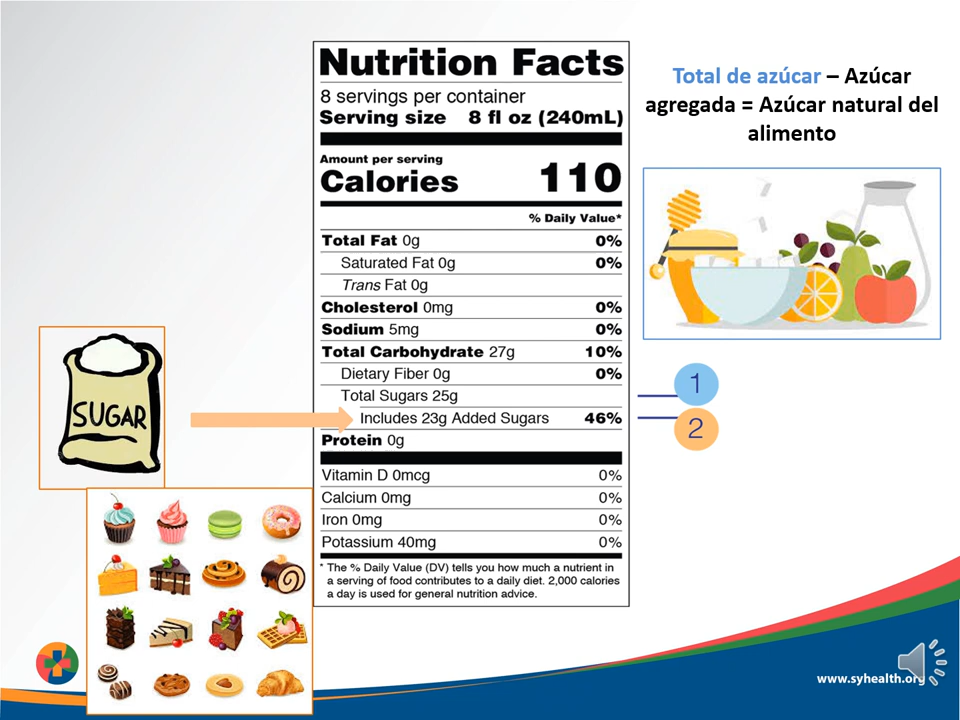 Nutrition Facts
8 servings per container
Serving size 8 fl oz (240mL)
Amount per serving
Calories 110
% Daily Value*
Total Fat 0g 0%
Saturated Fat 0g 0%
Trans Fat 0g
Cholesterol 0mg 0%
Sodium 5mg 0%
Total Carbohydrate 27g 10%
Dietary Fiber 0g 0%
Total Sugars 25g
Includes 23g Added Sugars 46%
Protein 0g
Vitamin D 0mcg 0%
Calcium 0mg 0%
Iron 0mg 0%
Potassium 40mg 0%
* The % Daily Value (DV) tells you how much a nutrient in
a serving of food contributes to a daily diet. 2,000 calories
a day is used for general nutrition advice.
Total de azúcar – Azúcar
agregada = Azúcar natural del
alimento
1
2
SUGAR
www.syhealth.org